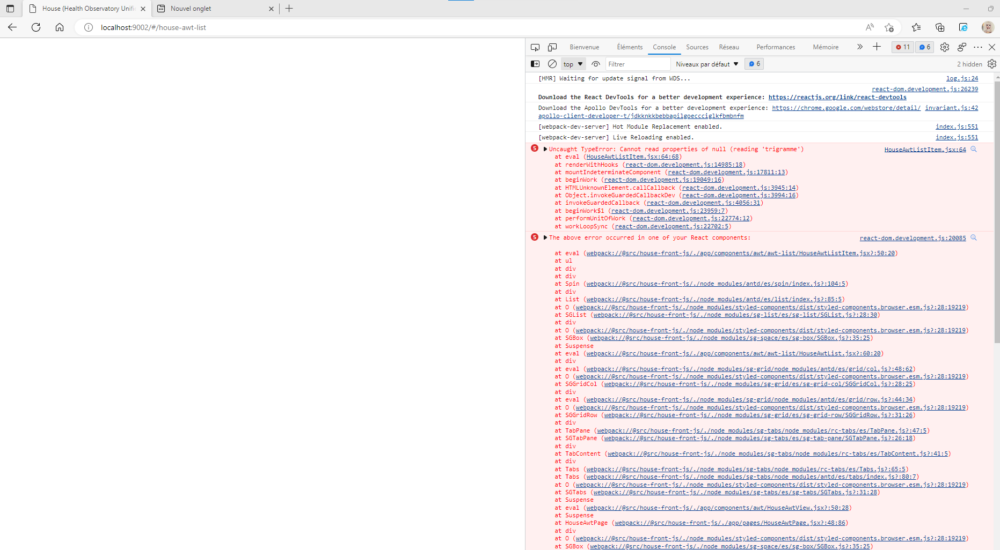 House (Health Observatory Unifi
Nouvel onglet
localhost:9002/#/house-awt-list
Bienvenue Éléments Console Sources Réseau Performances Mémoire 11 6
top Filtrer Niveaux par défaut 6 2 hidden
[HMR] Waiting for update signal from WDS... log.js:24
react-dom.development.js:26239
Download the React DevTools for a better development experience: https://reactjs.org/link/react-devtools
Download the Apollo DevTools for a better development experience: https://chrome.google.com/webstore/detail/ invariant.js:42
apollo-client-developer-t/jdkknkkbebbapilgoeccciglkfbmbnfm
[webpack-dev-server] Hot Module Replacement enabled. index.js:551
[webpack-dev-server] Live Reloading enabled. index.js:551
5 Uncaught TypeError: Cannot read properties of null (reading 'trigramme') HouseAwtListItem.jsx:64
at eval (HouseAwtListItem.jsx:64:68)
at renderWithHooks (react-dom.development.js:14985:18)
at mountIndeterminateComponent (react-dom.development.js:17811:13)
at beginWork (react-dom.development.js:19049:16)
at HTMLUnknownElement.callCallback (react-dom.development.js:3945:14)
at Object.invokeGuardedCallbackDev (react-dom.development.js:3994:16)
at invokeGuardedCallback (react-dom.development.js:4056:31)
at beginWork$1 (react-dom.development.js:23959:7)
at performUnitOfWork (react-dom.development.js:22774:12)
at workLoopSync (react-dom.development.js:22702:5)
5 The above error occurred in one of your React components: react-dom.development.js:20085
at eval (webpack://@src/house-front-js/./app/components/awt/awt-list/HouseAwtListItem.jsx?:50:20)
at ul
at div
at div
at Spin (webpack://@src/house-front-js/./node_modules/antd/es/spin/index.js?:104:5)
at div
at List (webpack://@src/house-front-js/./node_modules/antd/es/list/index.js?:85:5)
at O (webpack://@src/house-front-js/./node_modules/styled-components/dist/styled-components.browser.esm.js?:28:19219)
at SGList (webpack://@src/house-front-js/./node_modules/sg-list/es/sg-list/SGList.js?:28:30)
at div
at O (webpack://@src/house-front-js/./node_modules/styled-components/dist/styled-components.browser.esm.js?:28:19219)
at SGBox (webpack://@src/house-front-js/./node_modules/sg-space/es/sg-box/SGBox.js?:35:25)
at Suspense
at eval (webpack://@src/house-front-js/./app/components/awt/awt-list/HouseAwtList.jsx?:60:20)
at div
at eval (webpack://@src/house-front-js/./node_modules/sg-grid/node_modules/antd/es/grid/col.js?:48:62)
at O (webpack://@src/house-front-js/./node_modules/styled-components/dist/styled-components.browser.esm.js?:28:19219)
at SGGridCol (webpack://@src/house-front-js/./node_modules/sg-grid/es/sg-grid-col/SGGridCol.js?:28:25)
at div
at eval (webpack://@src/house-front-js/./node_modules/sg-grid/node_modules/antd/es/grid/row.js?:44:34)
at O (webpack://@src/house-front-js/./node_modules/styled-components/dist/styled-components.browser.esm.js?:28:19219)
at SGGridRow (webpack://@src/house-front-js/./node_modules/sg-grid/es/sg-grid-row/SGGridRow.js?:31:26)
at div
at TabPane (webpack://@src/house-front-js/./node_modules/sg-tabs/node_modules/rc-tabs/es/TabPane.js?:47:5)
at SGTabPane (webpack://@src/house-front-js/./node_modules/sg-tabs/es/sg-tab-pane/SGTabPane.js?:26:18)
at div
at TabContent (webpack://@src/house-front-js/./node_modules/sg-tabs/node_modules/rc-tabs/es/TabContent.js?:41:5)
at div
at Tabs (webpack://@src/house-front-js/./node_modules/sg-tabs/node_modules/rc-tabs/es/Tabs.js?:65:5)
at Tabs (webpack://@src/house-front-js/./node_modules/sg-tabs/node_modules/antd/es/tabs/index.js?:80:7)
at O (webpack://@src/house-front-js/./node_modules/styled-components/dist/styled-components.browser.esm.js?:28:19219)
at SGTabs (webpack://@src/house-front-js/./node_modules/sg-tabs/es/sg-tabs/SGTabs.js?:31:28)
at Suspense
at eval (webpack://@src/house-front-js/./app/components/awt/HouseAwtView.jsx?:50:28)
at Suspense
at HouseAwtPage (webpack://@src/house-front-js/./app/pages/HouseAwtPage.jsx?:48:86)
at div
at O (webpack://@src/house-front-js/./node_modules/styled-components/dist/styled-components.browser.esm.js?:28:19219)
at SGBox (webpack://@src/house-front-js/./node_modules/sg-space/es/sg-box/SGBox.js?:35:25)